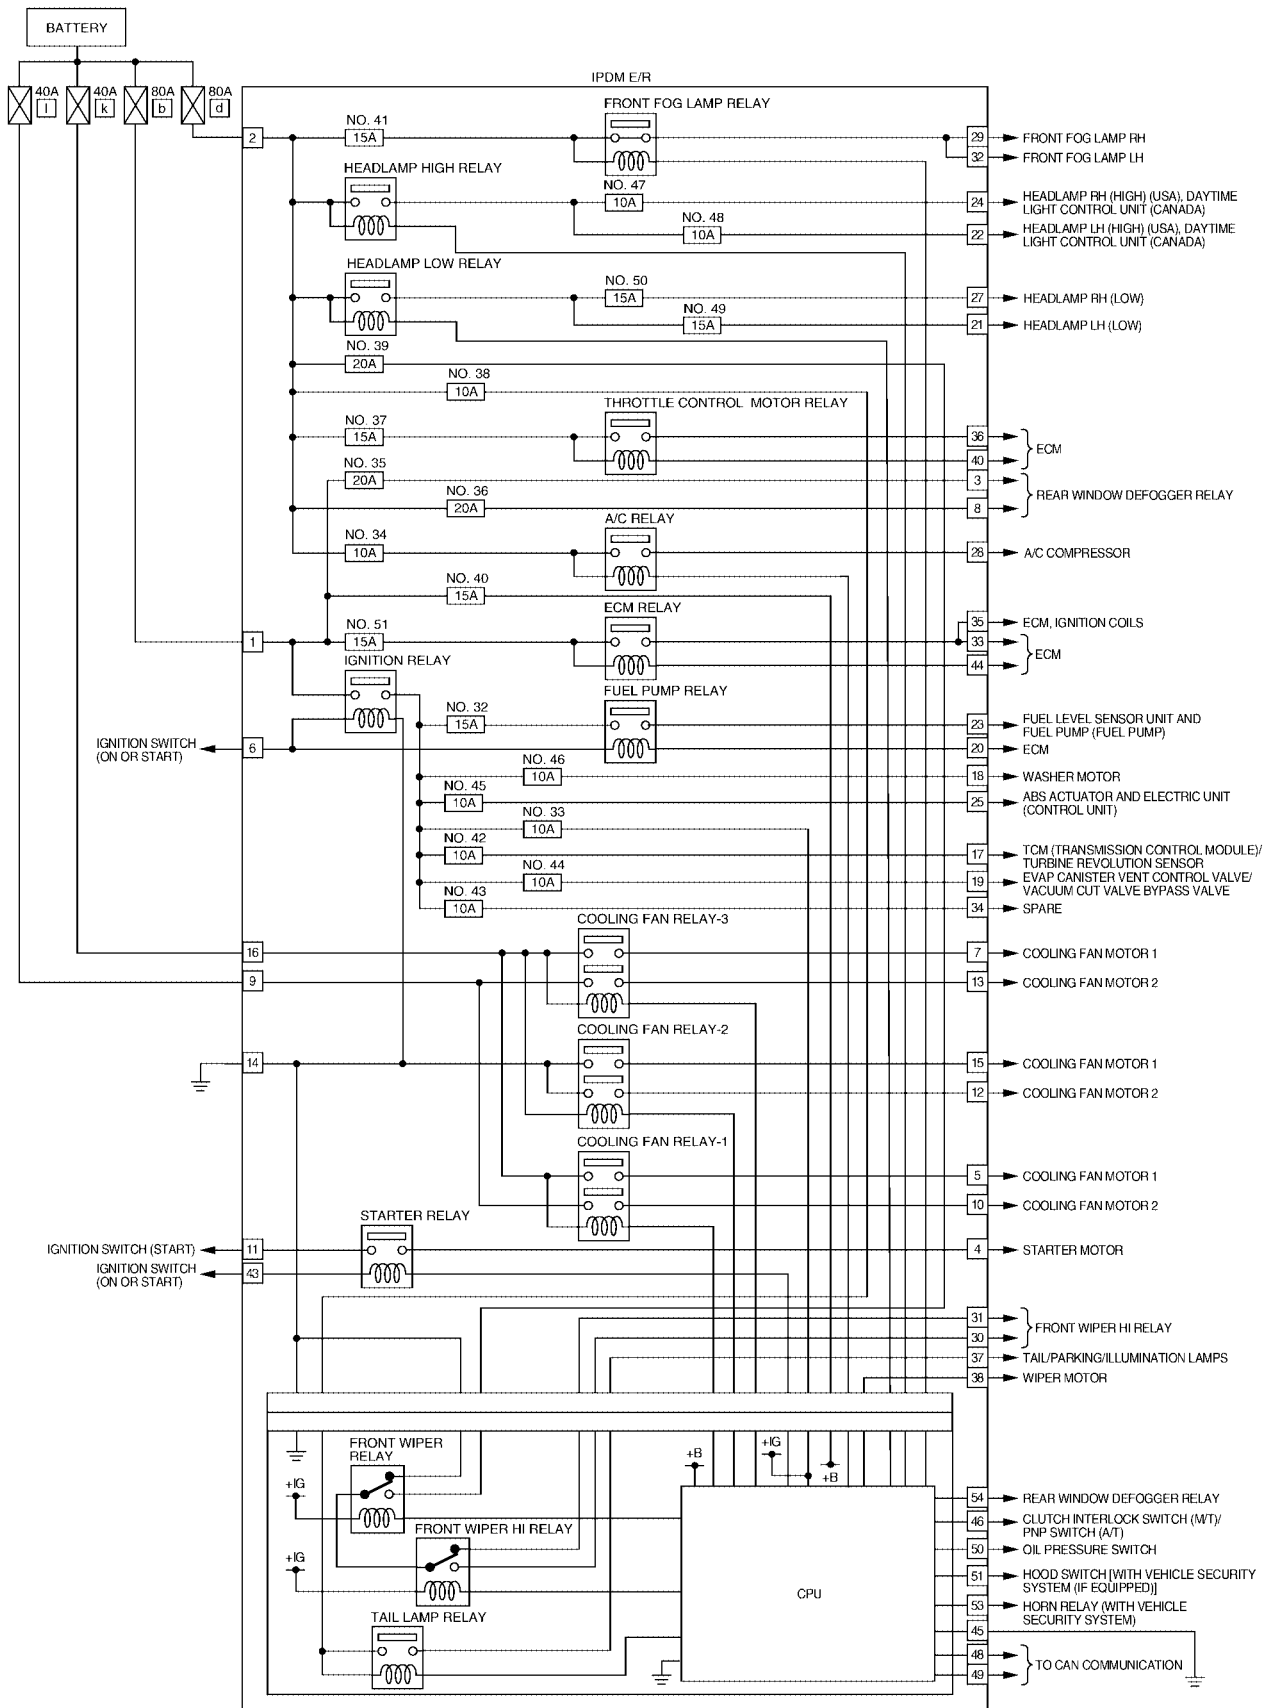 BATTERY
40A
l
40A
k
80A
b
80A
d
IPDM E/R
2
NO. 41
15A
FRONT FOG LAMP RELAY
29
FRONT FOG LAMP RH
32
FRONT FOG LAMP LH
HEADLAMP HIGH RELAY
NO. 47
10A
24
HEADLAMP RH (HIGH) (USA), DAYTIME
LIGHT CONTROL UNIT (CANADA)
NO. 48
10A
22
HEADLAMP LH (HIGH) (USA), DAYTIME
LIGHT CONTROL UNIT (CANADA)
HEADLAMP LOW RELAY
NO. 50
15A
27
HEADLAMP RH (LOW)
NO. 49
15A
21
HEADLAMP LH (LOW)
NO. 39
20A
NO. 38
10A
THROTTLE CONTROL MOTOR RELAY
NO. 37
15A
36
40
ECM
NO. 35
20A
3
NO. 36
20A
8
REAR WINDOW DEFOGGER RELAY
A/C RELAY
NO. 34
10A
28
A/C COMPRESSOR
NO. 40
15A
ECM RELAY
35
ECM, IGNITION COILS
1
NO. 51
15A
33
44
ECM
IGNITION RELAY
FUEL PUMP RELAY
NO. 32
15A
23
FUEL LEVEL SENSOR UNIT AND
FUEL PUMP (FUEL PUMP)
IGNITION SWITCH
(ON OR START)
6
20
ECM
NO. 46
10A
18
WASHER MOTOR
NO. 45
10A
25
ABS ACTUATOR AND ELECTRIC UNIT
(CONTROL UNIT)
NO. 33
10A
NO. 42
10A
17
TCM (TRANSMISSION CONTROL MODULE)/
TURBINE REVOLUTION SENSOR
NO. 44
10A
19
EVAP CANISTER VENT CONTROL VALVE/
VACUUM CUT VALVE BYPASS VALVE
NO. 43
10A
34
SPARE
COOLING FAN RELAY-3
16
7
COOLING FAN MOTOR 1
9
13
COOLING FAN MOTOR 2
COOLING FAN RELAY-2
14
15
COOLING FAN MOTOR 1
12
COOLING FAN MOTOR 2
COOLING FAN RELAY-1
5
COOLING FAN MOTOR 1
10
COOLING FAN MOTOR 2
STARTER RELAY
IGNITION SWITCH (START)
11
4
STARTER MOTOR
IGNITION SWITCH
(ON OR START)
43
31
30
FRONT WIPER HI RELAY
37
TAIL/PARKING/ILLUMINATION LAMPS
38
WIPER MOTOR
FRONT WIPER
RELAY
+IG
+B
+IG
+B
FRONT WIPER HI RELAY
+IG
TAIL LAMP RELAY
CPU
54
REAR WINDOW DEFOGGER RELAY
46
CLUTCH INTERLOCK SWITCH (M/T)/
PNP SWITCH (A/T)
50
OIL PRESSURE SWITCH
51
HOOD SWITCH [WITH VEHICLE SECURITY
SYSTEM (IF EQUIPPED)]
53
HORN RELAY (WITH VEHICLE
SECURITY SYSTEM)
45
48
49
TO CAN COMMUNICATION